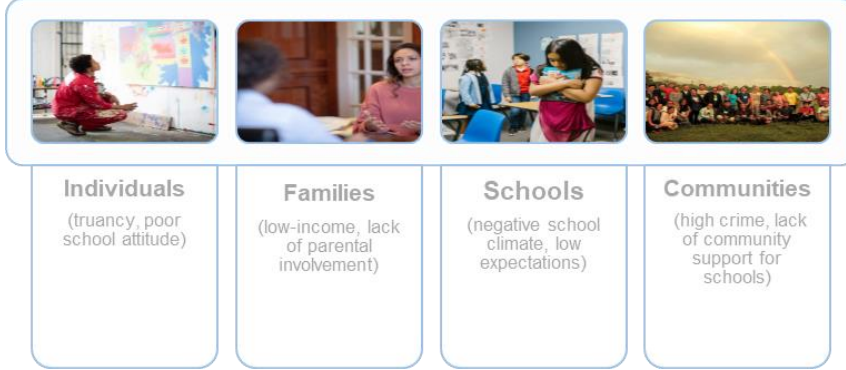 Individuals
(truancy, poor
school attitude)
Families
(low-income, lack
of parental
involvement)
Schools
(negative school
climate, low
expectations)
Communities
(high crime, lack
of community
support for
schools)